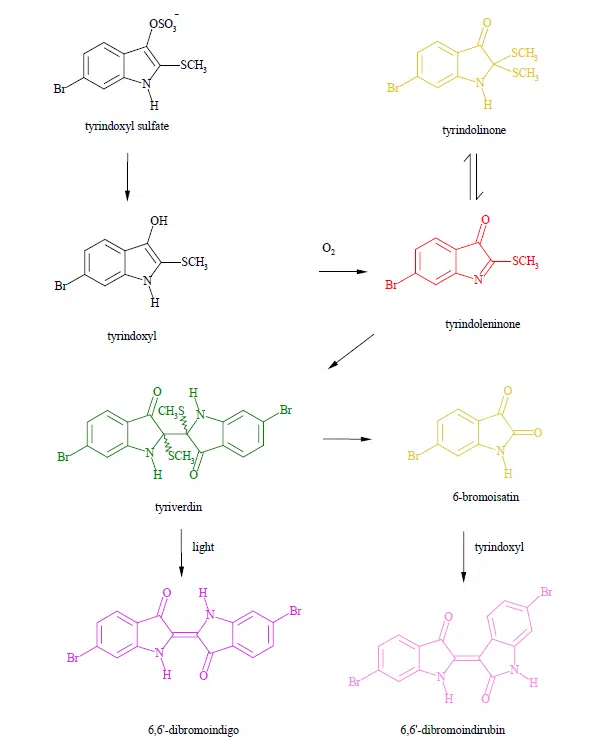 OSO3-
O
SCH3
SCH3
SCH3
Br
N
H
Br
N
H
tyrindoxyl sulfate
tyrindolinone
OH
O
O2
SCH3
SCH3
Br
N
H
Br
N
tyrindoxyl
tyrindoleninone
O
H
CH3S
N
Br
O
O
Br
N
SCH3
H
O
Br
N
H
tyriverdin
6-bromoisatin
light
tyrindoxyl
O
H
N
Br
Br
O
Br
N
H
O
Br
N
H
O
N
H
6,6'-dibromoindigo
6,6'-dibromoindirubin